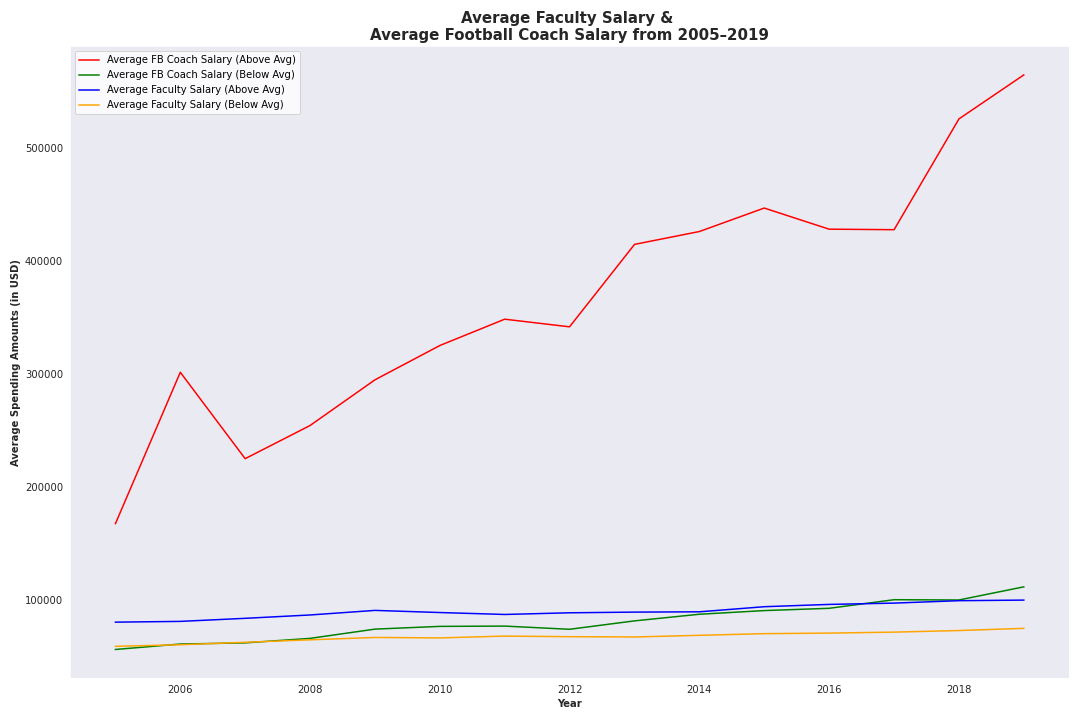 Average Faculty Salary &
Average Football Coach Salary from 2005–2019
Average FB Coach Salary (Above Avg)
Average FB Coach Salary (Below Avg)
Average Faculty Salary (Above Avg)
Average Faculty Salary (Below Avg)
Average Spending Amounts (in USD)
500000
400000
300000
200000
100000
2006 2008 2010 2012 2014 2016 2018
Year